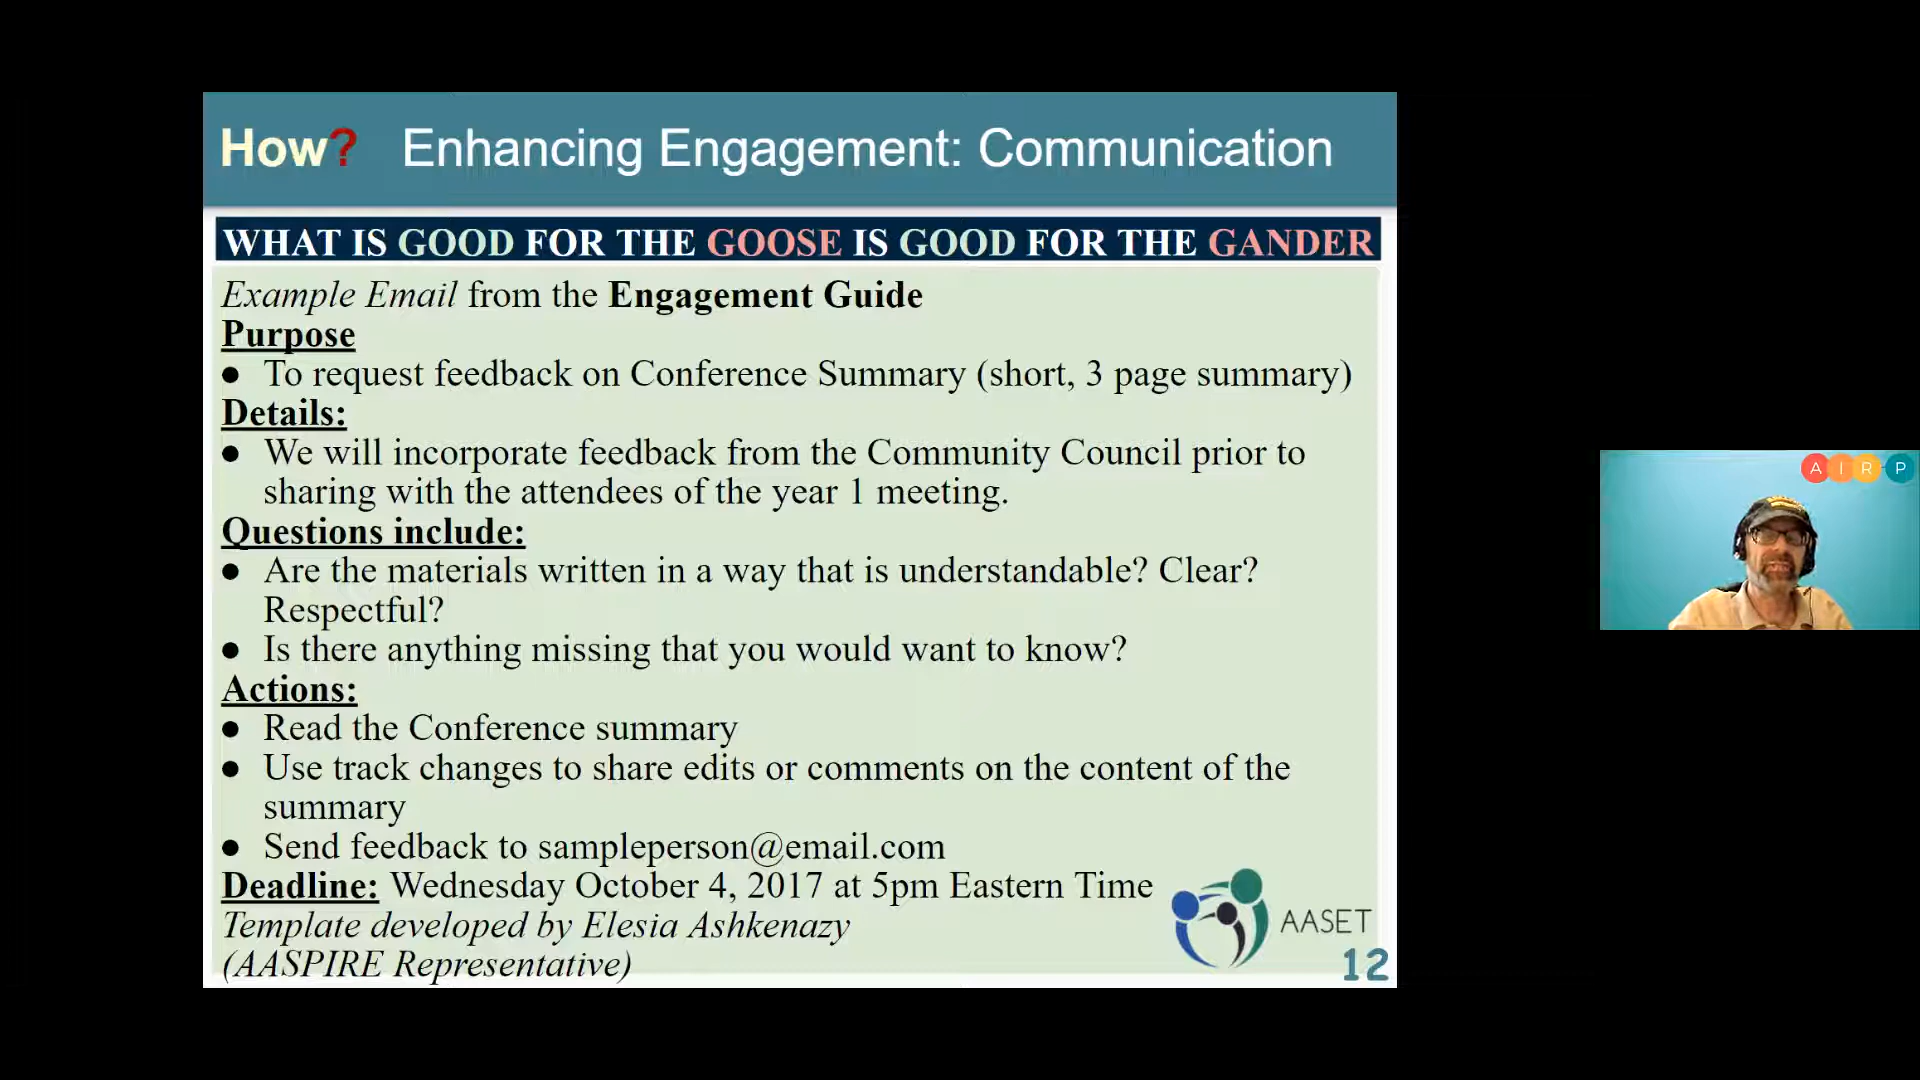 How? Enhancing Engagement: Communication
WHAT IS GOOD FOR THE GOOSE IS GOOD FOR THE GANDER
Example Email from the Engagement Guide
Purpose
● To request feedback on Conference Summary (short, 3 page summary)
Details:
● We will incorporate feedback from the Community Council prior to
sharing with the attendees of the year 1 meeting.
Questions include:
● Are the materials written in a way that is understandable? Clear?
Respectful?
● Is there anything missing that you would want to know?
Actions:
● Read the Conference summary
● Use track changes to share edits or comments on the content of the
summary
● Send feedback to sampleperson@email.com
Deadline: Wednesday October 4, 2017 at 5pm Eastern Time
Template developed by Elesia Ashkenazy
(AASPIRE Representative)
AASET
12
A I R - P